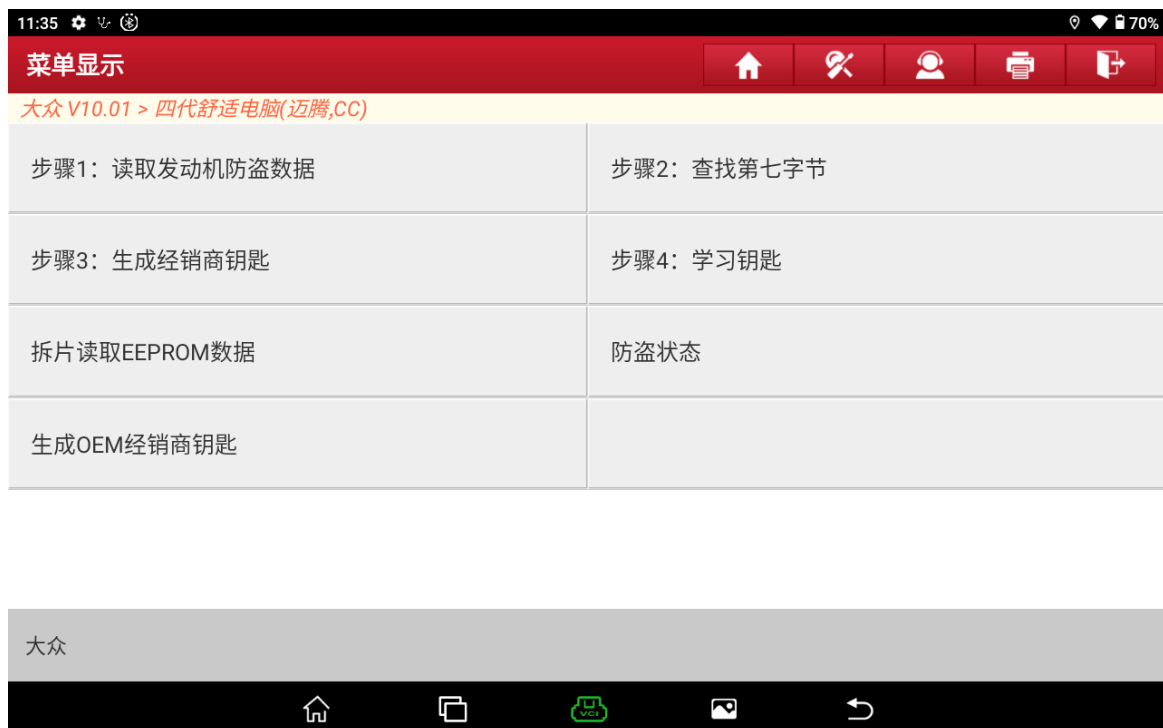 11:35
70%
菜单显示
大众 V10.01 > 四代舒适电脑(迈腾,CC)
步骤1：读取发动机防盗数据
步骤2：查找第七字节
步骤3：生成经销商钥匙
步骤4：学习钥匙
拆片读取EEPROM数据
防盗状态
生成OEM经销商钥匙
大众
VCI